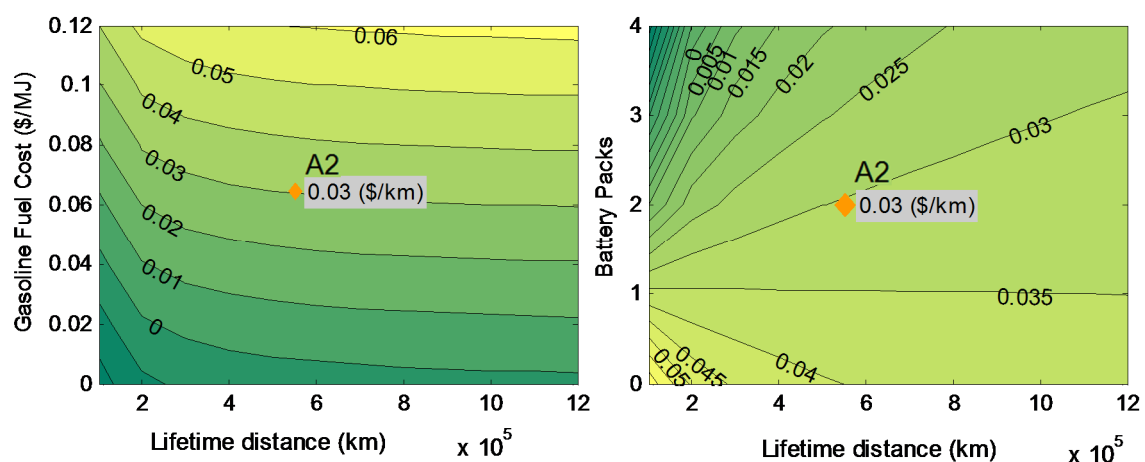 0.12
0.1
0.08
0.06
0.04
0.02
0
Gasoline Fuel Cost ($/MJ)
0.06
0.05
0.04
0.03
A2
0.03 ($/km)
0.02
0.01
0
2 4 6 8 10 12
Lifetime distance (km)
x 10^5
4
3
2
1
0
Battery Packs
0
0.005
0.01
0.015
0.02
0.025
0.03
A2
0.03 ($/km)
0.035
0.04
0.045
0.05
2 4 6 8 10 12
Lifetime distance (km)
x 10^5